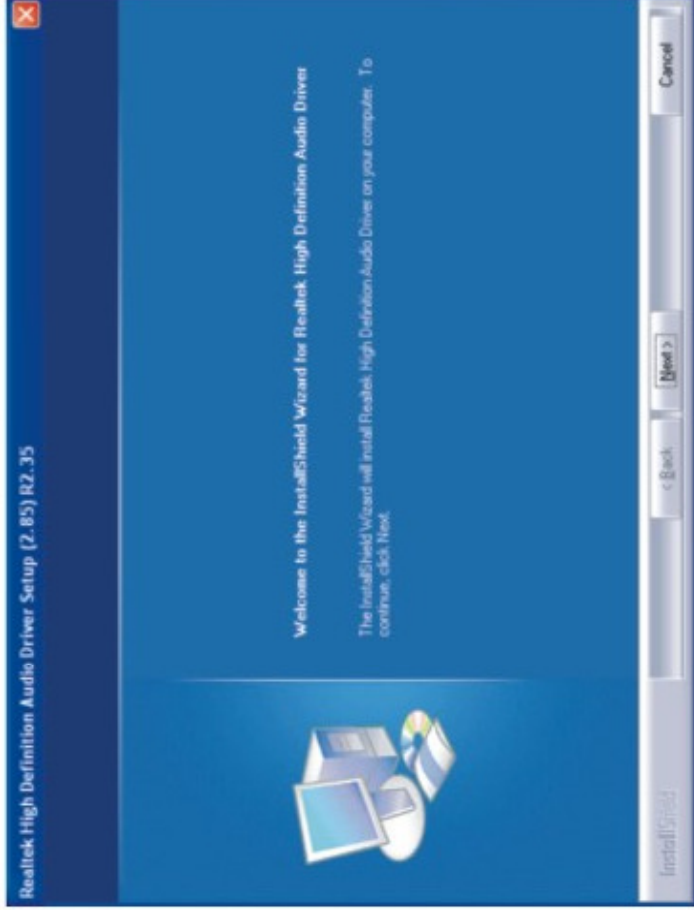 Realtek High Definition Audio Driver Setup (2.85) R2.35
Welcome to the InstallShield Wizard for Realtek High Definition Audio Driver
The InstallShield Wizard will install Realtek High Definition Audio Driver on your computer. To
continue, click Next.
InstallShield
< Back
Next >
Cancel